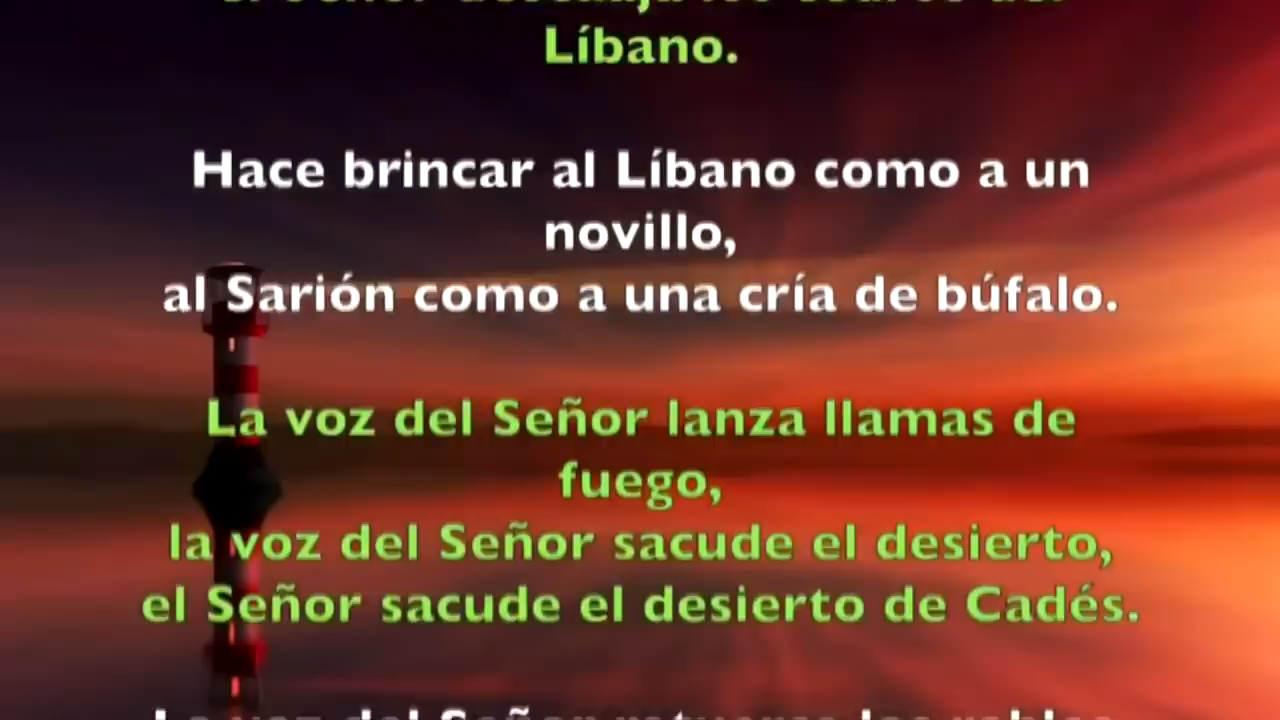 Líbano.
Hace brincar al Líbano como a un
novillo,
al Sarión como a una cría de búfalo.
La voz del Señor lanza llamas de
fuego,
la voz del Señor sacude el desierto,
el Señor sacude el desierto de Cadés.